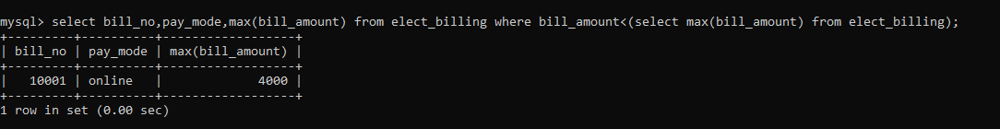 mysql> select bill_no,pay_mode,max(bill_amount) from elect_billing where bill_amount<(select max(bill_amount) from elect_billing);
+---------+----------+------------------+
| bill_no | pay_mode | max(bill_amount) |
+---------+----------+------------------+
|   10001 | online   |             4000 |
+---------+----------+------------------+
1 row in set (0.00 sec)